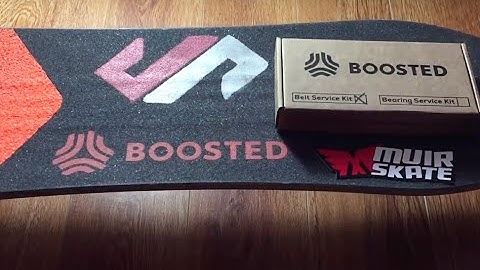 BOOSTED
Belt Service Kit
Bearing Service Kit
BOOSTED
MUIR
SKATE